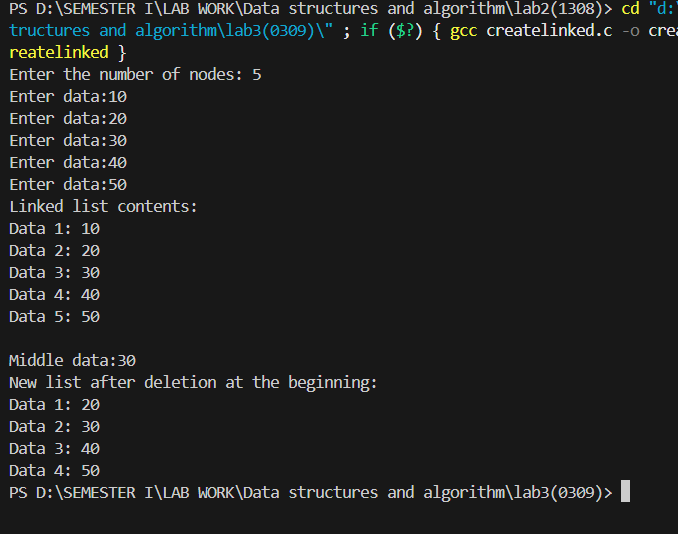 PS D:\SEMESTER I\LAB WORK\Data structures and algorithm\lab2(1308)> cd "d:\
tructures and algorithm\lab3(0309)\" ; if ($?) { gcc createlinked.c -o crea
reatelinked }
Enter the number of nodes: 5
Enter data:10
Enter data:20
Enter data:30
Enter data:40
Enter data:50
Linked list contents:
Data 1: 10
Data 2: 20
Data 3: 30
Data 4: 40
Data 5: 50
Middle data:30
New list after deletion at the beginning:
Data 1: 20
Data 2: 30
Data 3: 40
Data 4: 50
PS D:\SEMESTER I\LAB WORK\Data structures and algorithm\lab3(0309)>